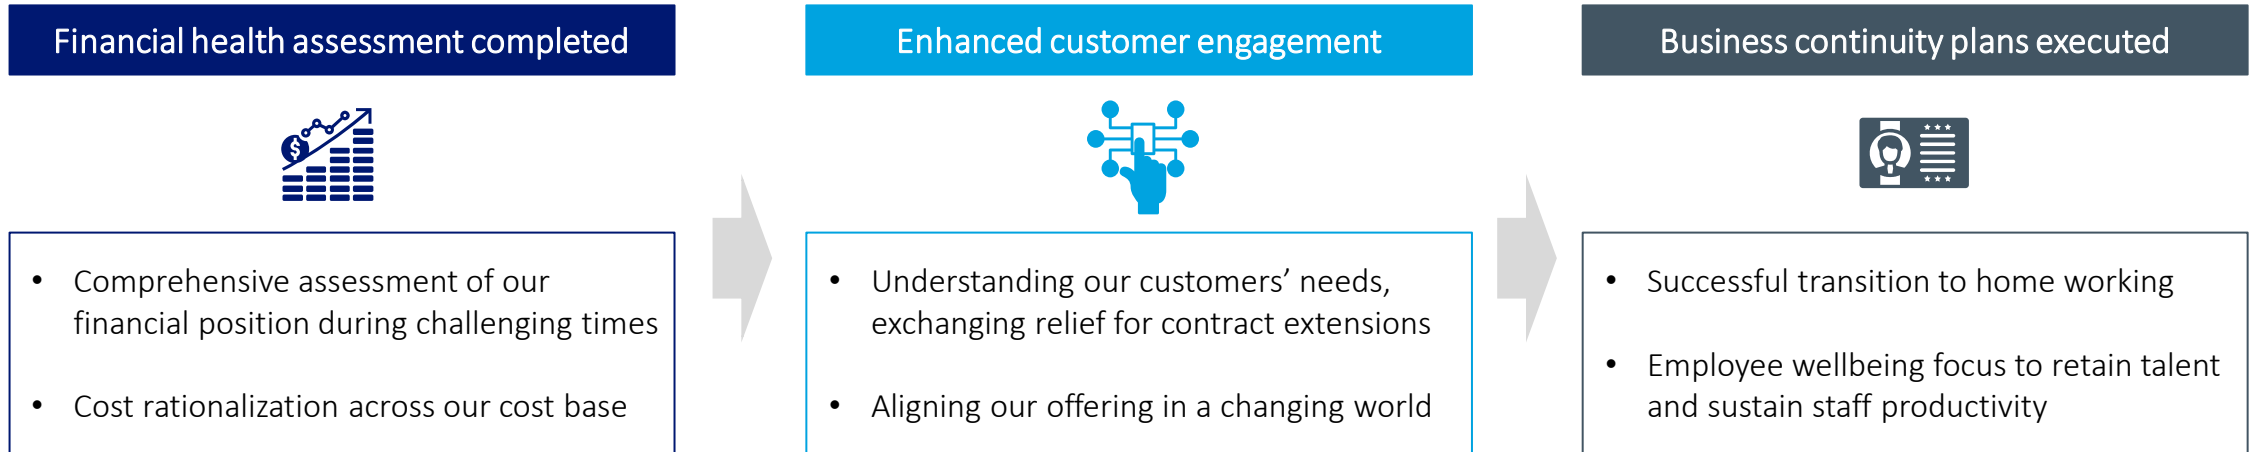 Financial health assessment completed
$
• Comprehensive assessment of our
financial position during challenging times
• Cost rationalization across our cost base
Enhanced customer engagement
• Understanding our customers’ needs,
exchanging relief for contract extensions
• Aligning our offering in a changing world
Business continuity plans executed
• Successful transition to home working
• Employee wellbeing focus to retain talent
and sustain staff productivity